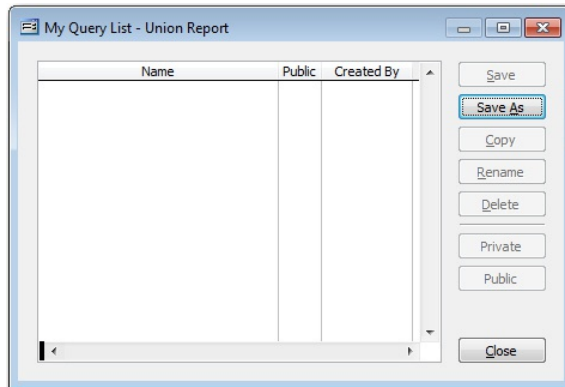 My Query List - Union Report
Name Public Created By
Save
Save As
Copy
Rename
Delete
Private
Public
Close